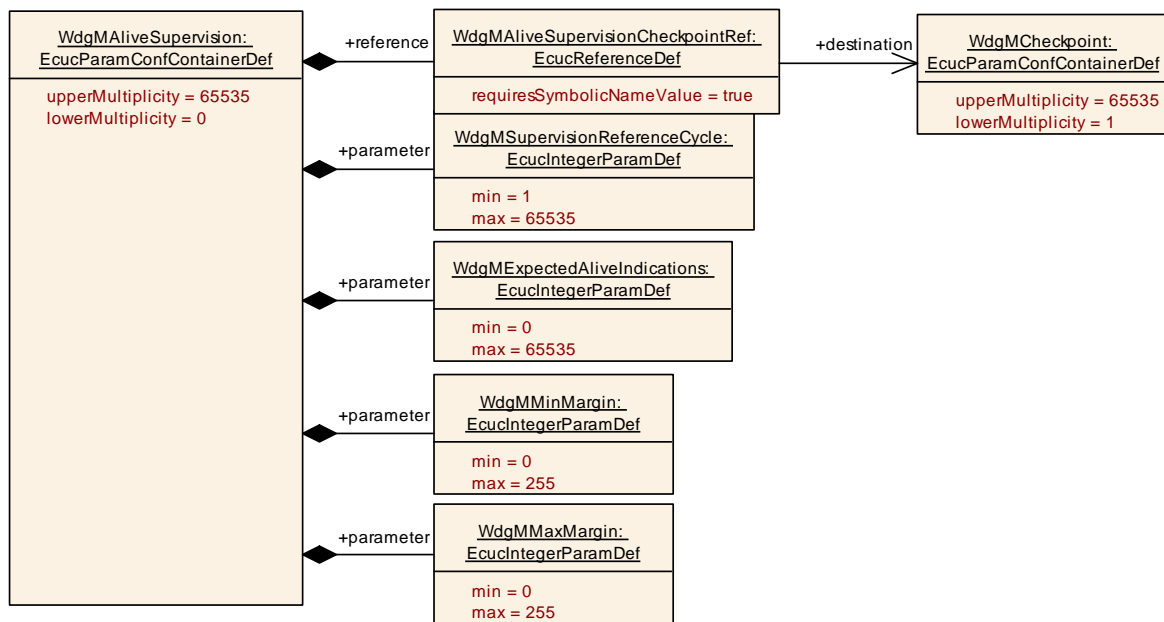 WdgMAliveSupervision:
EcucParamConfContainerDef
upperMultiplicity = 65535
lowerMultiplicity = 0
+reference
WdgMAliveSupervisionCheckpointRef:
EcucReferenceDef
requiresSymbolicNameValue = true
+destination
WdgMCheckpoint:
EcucParamConfContainerDef
upperMultiplicity = 65535
lowerMultiplicity = 1
+parameter
WdgMSupervisionReferenceCycle:
EcucIntegerParamDef
min = 1
max = 65535
+parameter
WdgMExpectedAliveIndications:
EcucIntegerParamDef
min = 0
max = 65535
+parameter
WdgMMinMargin:
EcucIntegerParamDef
min = 0
max = 255
+parameter
WdgMMaxMargin:
EcucIntegerParamDef
min = 0
max = 255